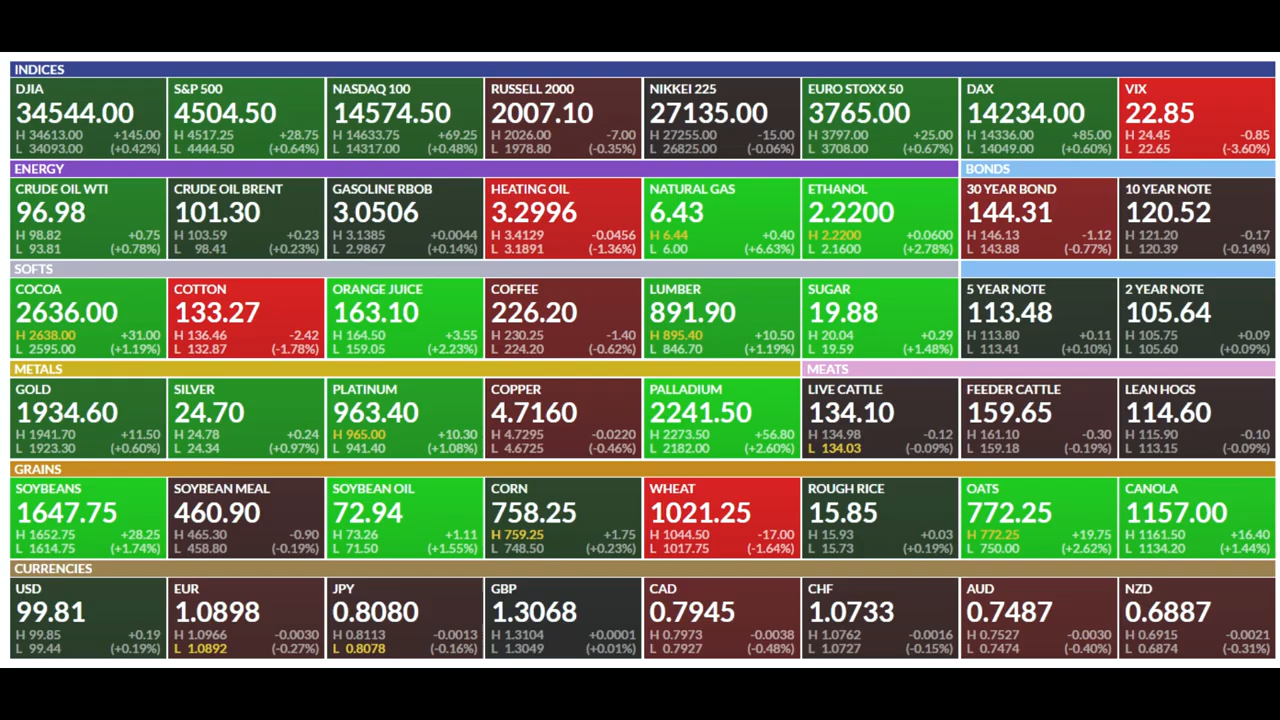 INDICES
DJIA S&P 500 NASDAQ 100 RUSSELL 2000 NIKKEI 225 EURO STOXX 50 DAX VIX
34544.00 4504.50 14574.50 2007.10 27135.00 3765.00 14234.00 22.85
H 34613.00 +145.00 H 4517.25 +28.75 H 14633.75 +69.25 H 2026.00 -7.00 H 27255.00 -15.00 H 3797.00 +25.00 H 14336.00 +85.00 H 24.45 -0.85
L 34093.00 (+0.42%) L 4444.50 (+0.64%) L 14317.00 (+0.48%) L 1978.80 (-0.35%) L 26825.00 (-0.06%) L 3708.00 (+0.67%) L 14049.00 (+0.60%) L 22.65 (-3.60%)
ENERGY BONDS
CRUDE OIL WTI CRUDE OIL BRENT GASOLINE RBOB HEATING OIL NATURAL GAS ETHANOL 30 YEAR BOND 10 YEAR NOTE
96.98 101.30 3.0506 3.2996 6.43 2.2200 144.31 120.52
H 98.82 +0.75 H 103.59 +0.23 H 3.1385 +0.0044 H 3.4129 -0.0456 H 6.44 +0.40 H 2.2200 +0.0600 H 146.13 -1.12 H 121.20 -0.17
L 93.81 (+0.78%) L 98.41 (+0.23%) L 2.9867 (+0.14%) L 3.1891 (-1.36%) L 6.00 (+6.63%) L 2.1600 (+2.78%) L 143.88 (-0.77%) L 120.39 (-0.14%)
SOFTS
COCOA COTTON ORANGE JUICE COFFEE LUMBER SUGAR 5 YEAR NOTE 2 YEAR NOTE
2636.00 133.27 163.10 226.20 891.90 19.88 113.48 105.64
H 2638.00 +31.00 H 136.46 -2.42 H 164.50 +3.55 H 230.25 -1.40 H 895.40 +10.50 H 20.04 +0.29 H 113.80 +0.11 H 105.75 +0.09
L 2595.00 (+1.19%) L 132.87 (-1.78%) L 159.05 (+2.23%) L 224.20 (-0.62%) L 846.70 (+1.19%) L 19.59 (+1.48%) L 113.41 (+0.10%) L 105.60 (+0.09%)
METALS MEATS
GOLD SILVER PLATINUM COPPER PALLADIUM LIVE CATTLE FEEDER CATTLE LEAN HOGS
1934.60 24.70 963.40 4.7160 2241.50 134.10 159.65 114.60
H 1941.70 +11.50 H 24.78 +0.24 H 965.00 +10.30 H 4.7295 -0.0220 H 2273.50 +56.80 H 134.98 -0.12 H 161.10 -0.30 H 115.90 -0.10
L 1923.30 (+0.60%) L 24.34 (+0.97%) L 941.40 (+1.08%) L 4.6725 (-0.46%) L 2182.00 (+2.60%) L 134.03 (-0.09%) L 159.18 (-0.19%) L 113.15 (-0.09%)
GRAINS
SOYBEANS SOYBEAN MEAL SOYBEAN OIL CORN WHEAT ROUGH RICE OATS CANOLA
1647.75 460.90 72.94 758.25 1021.25 15.85 772.25 1157.00
H 1652.75 +28.25 H 465.30 -0.90 H 73.26 +1.11 H 759.25 +1.75 H 1044.50 -17.00 H 15.93 +0.03 H 772.25 +19.75 H 1161.50 +16.40
L 1614.75 (+1.74%) L 458.80 (-0.19%) L 71.50 (+1.55%) L 748.50 (+0.23%) L 1017.75 (-1.64%) L 15.73 (+0.19%) L 750.00 (+2.62%) L 1134.20 (+1.44%)
CURRENCIES
USD EUR JPY GBP CAD CHF AUD NZD
99.81 1.0898 0.8080 1.3068 0.7945 1.0733 0.7487 0.6887
H 99.85 +0.19 H 1.0966 -0.0030 H 0.8113 -0.0013 H 1.3104 +0.0001 H 0.7973 -0.0038 H 1.0762 -0.0016 H 0.7527 -0.0030 H 0.6915 -0.0021
L 99.44 (+0.19%) L 1.0892 (-0.27%) L 0.8078 (-0.16%) L 1.3049 (+0.01%) L 0.7927 (-0.48%) L 1.0727 (-0.15%) L 0.7474 (-0.40%) L 0.6874 (-0.31%)